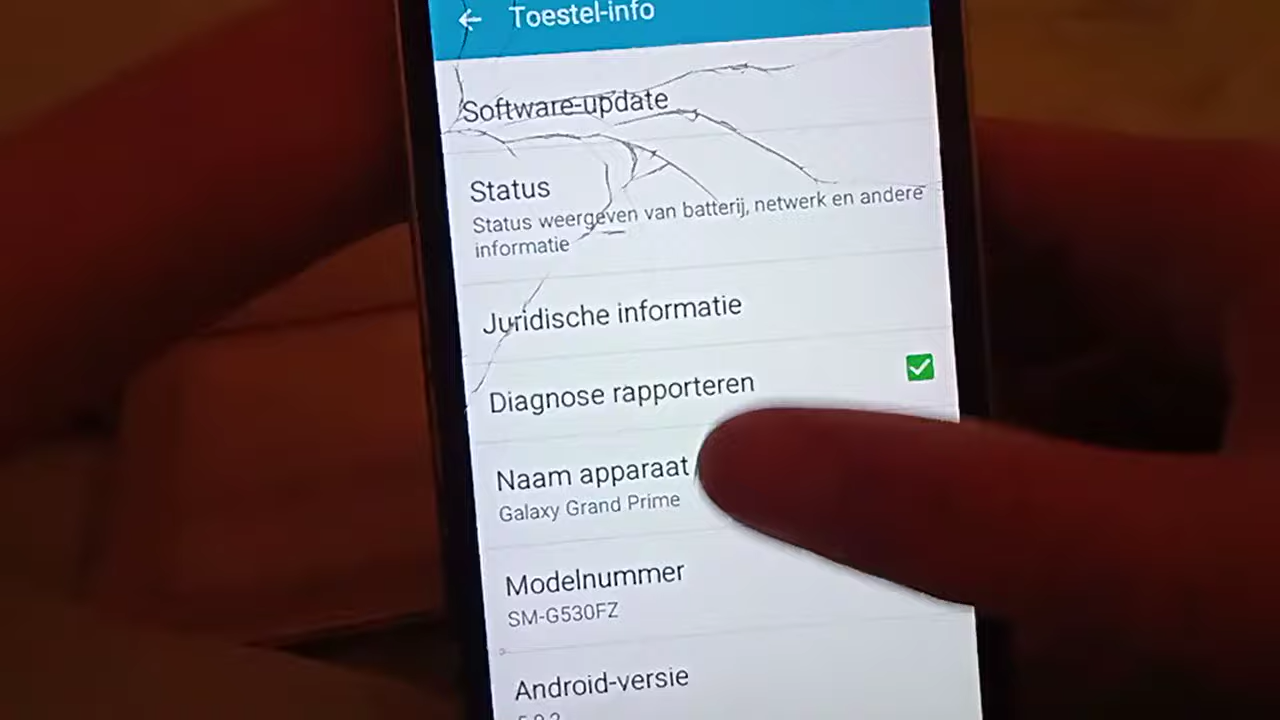 Toestel-info
Software-update
Status
Status weergeven van batterij, netwerk en andere
informatie
Juridische informatie
Diagnose rapporteren
Naam apparaat
Galaxy Grand Prime
Modelnummer
SM-G530FZ
Android-versie